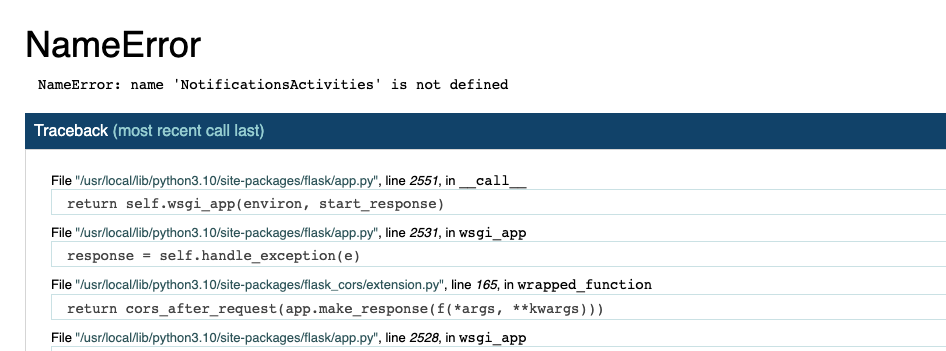 NameError
NameError: name 'NotificationsActivities' is not defined
Traceback (most recent call last)
File "/usr/local/lib/python3.10/site-packages/flask/app.py", line 2551, in __call__
return self.wsgi_app(environ, start_response)
File "/usr/local/lib/python3.10/site-packages/flask/app.py", line 2531, in wsgi_app
response = self.handle_exception(e)
File "/usr/local/lib/python3.10/site-packages/flask_cors/extension.py", line 165, in wrapped_function
return cors_after_request(app.make_response(f(*args, **kwargs)))
File "/usr/local/lib/python3.10/site-packages/flask/app.py", line 2528, in wsgi_app